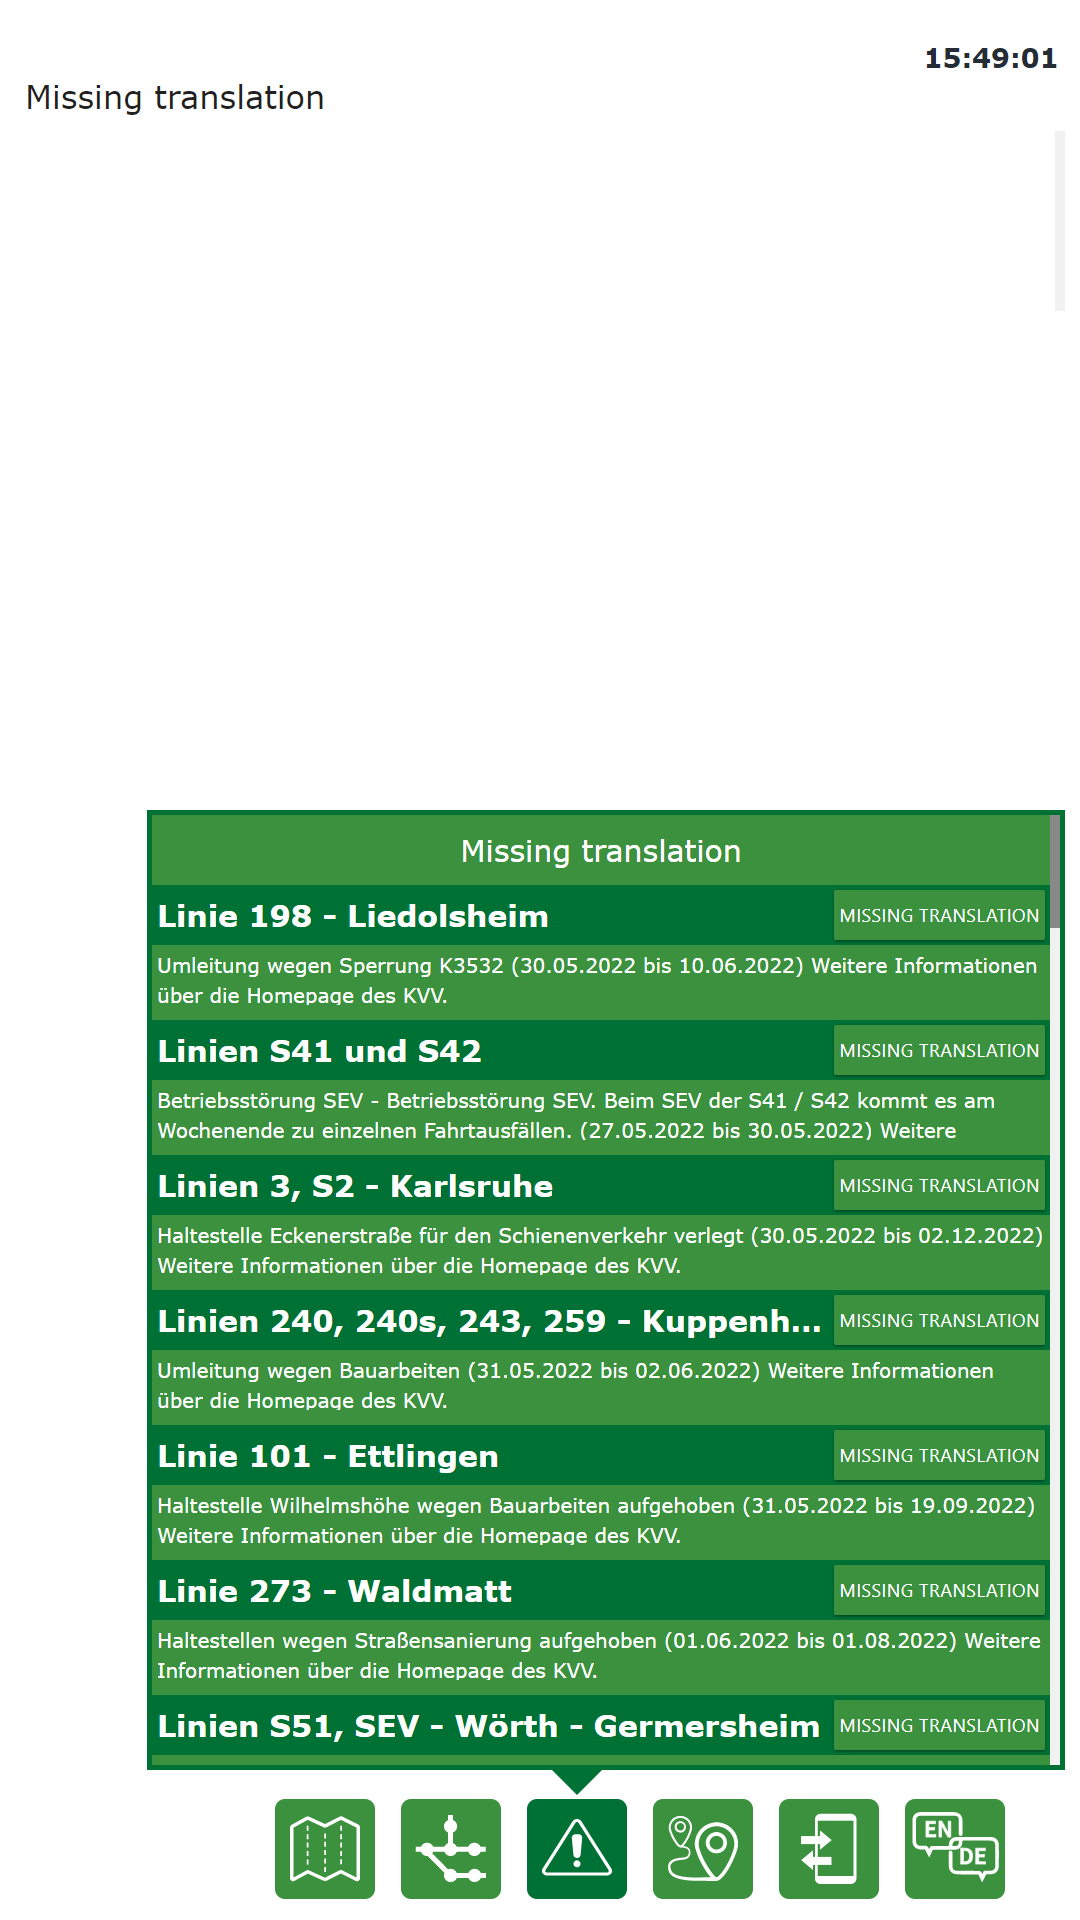 15:49:01
Missing translation
Missing translation
Linie 198 - Liedolsheim
MISSING TRANSLATION
Umleitung wegen Sperrung K3532 (30.05.2022 bis 10.06.2022) Weitere Informationen
über die Homepage des KVV.
Linien S41 und S42
MISSING TRANSLATION
Betriebsstörung SEV - Betriebsstörung SEV. Beim SEV der S41 / S42 kommt es am
Wochenende zu einzelnen Fahrtausfällen. (27.05.2022 bis 30.05.2022) Weitere
Linien 3, S2 - Karlsruhe
MISSING TRANSLATION
Haltestelle Eckenerstraße für den Schienenverkehr verlegt (30.05.2022 bis 02.12.2022)
Weitere Informationen über die Homepage des KVV.
Linien 240, 240s, 243, 259 - Kuppenh...
MISSING TRANSLATION
Umleitung wegen Bauarbeiten (31.05.2022 bis 02.06.2022) Weitere Informationen
über die Homepage des KVV.
Linie 101 - Ettlingen
MISSING TRANSLATION
Haltestelle Wilhelmshöhe wegen Bauarbeiten aufgehoben (31.05.2022 bis 19.09.2022)
Weitere Informationen über die Homepage des KVV.
Linie 273 - Waldmatt
MISSING TRANSLATION
Haltestellen wegen Straßensanierung aufgehoben (01.06.2022 bis 01.08.2022) Weitere
Informationen über die Homepage des KVV.
Linien S51, SEV - Wörth - Germersheim
MISSING TRANSLATION
EN
DE